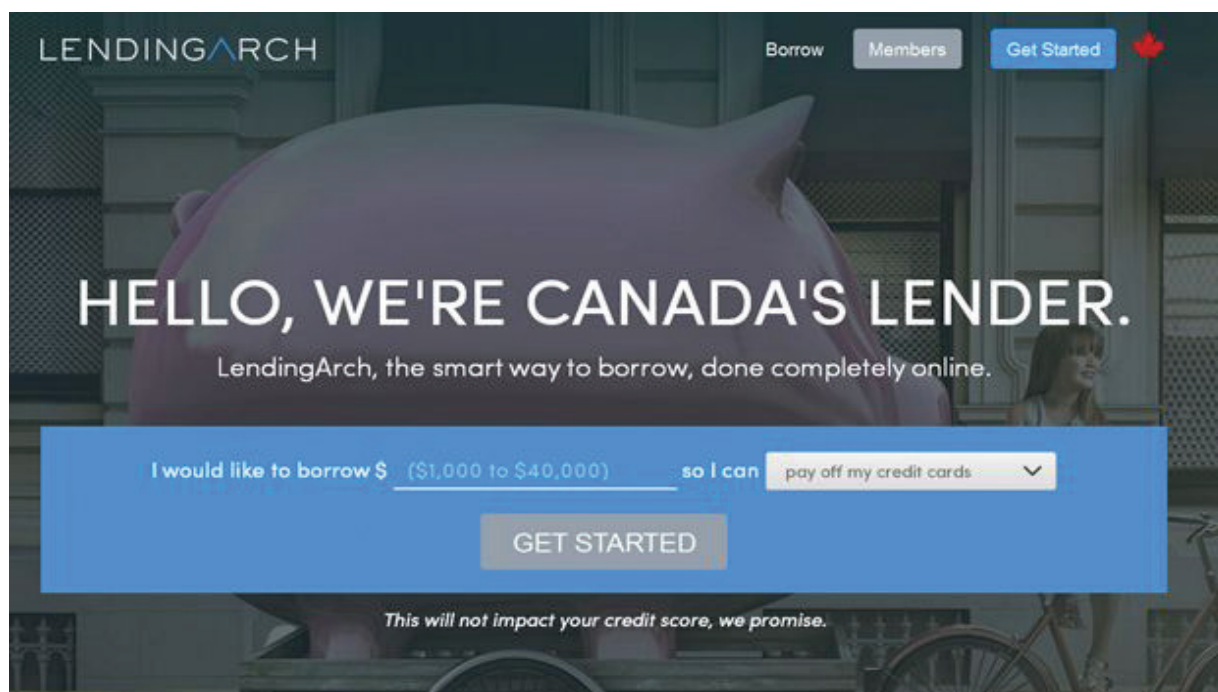 LENDINGARCH
Borrow
Members
Get Started
HELLO, WE'RE CANADA'S LENDER.
LendingArch, the smart way to borrow, done completely online.
I would like to borrow $ ($1,000 to $40,000) so I can pay off my credit cards
GET STARTED
This will not impact your credit score, we promise.